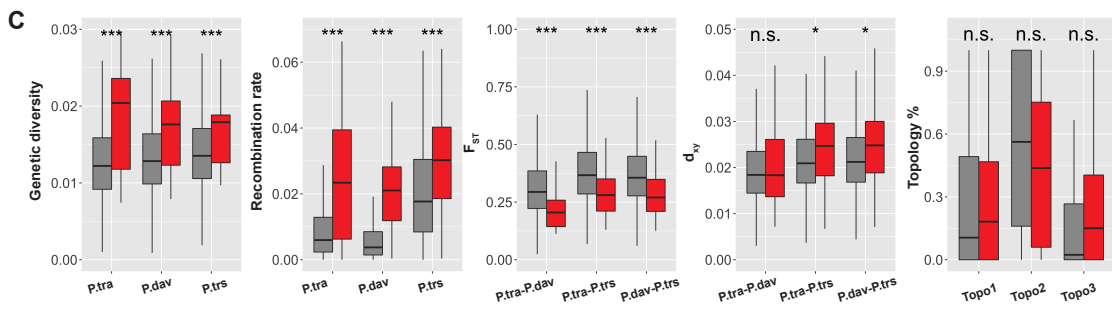 C
Genetic diversity
0.03
0.02
0.01
0.00
*** *** ***
P.tra P.dav P.trs
Recombination rate
0.06
0.04
0.02
0.00
*** *** ***
P.tra P.dav P.trs
FST
1.00
0.75
0.50
0.25
0.00
*** *** ***
P.tra-P.dav P.tra-P.trs P.dav-P.trs
dxy
0.05
0.04
0.03
0.02
0.01
0.00
n.s. * *
P.tra-P.dav P.tra-P.trs P.dav-P.trs
Topology %
0.9
0.6
0.3
0.0
n.s. n.s. n.s.
Topo1 Topo2 Topo3